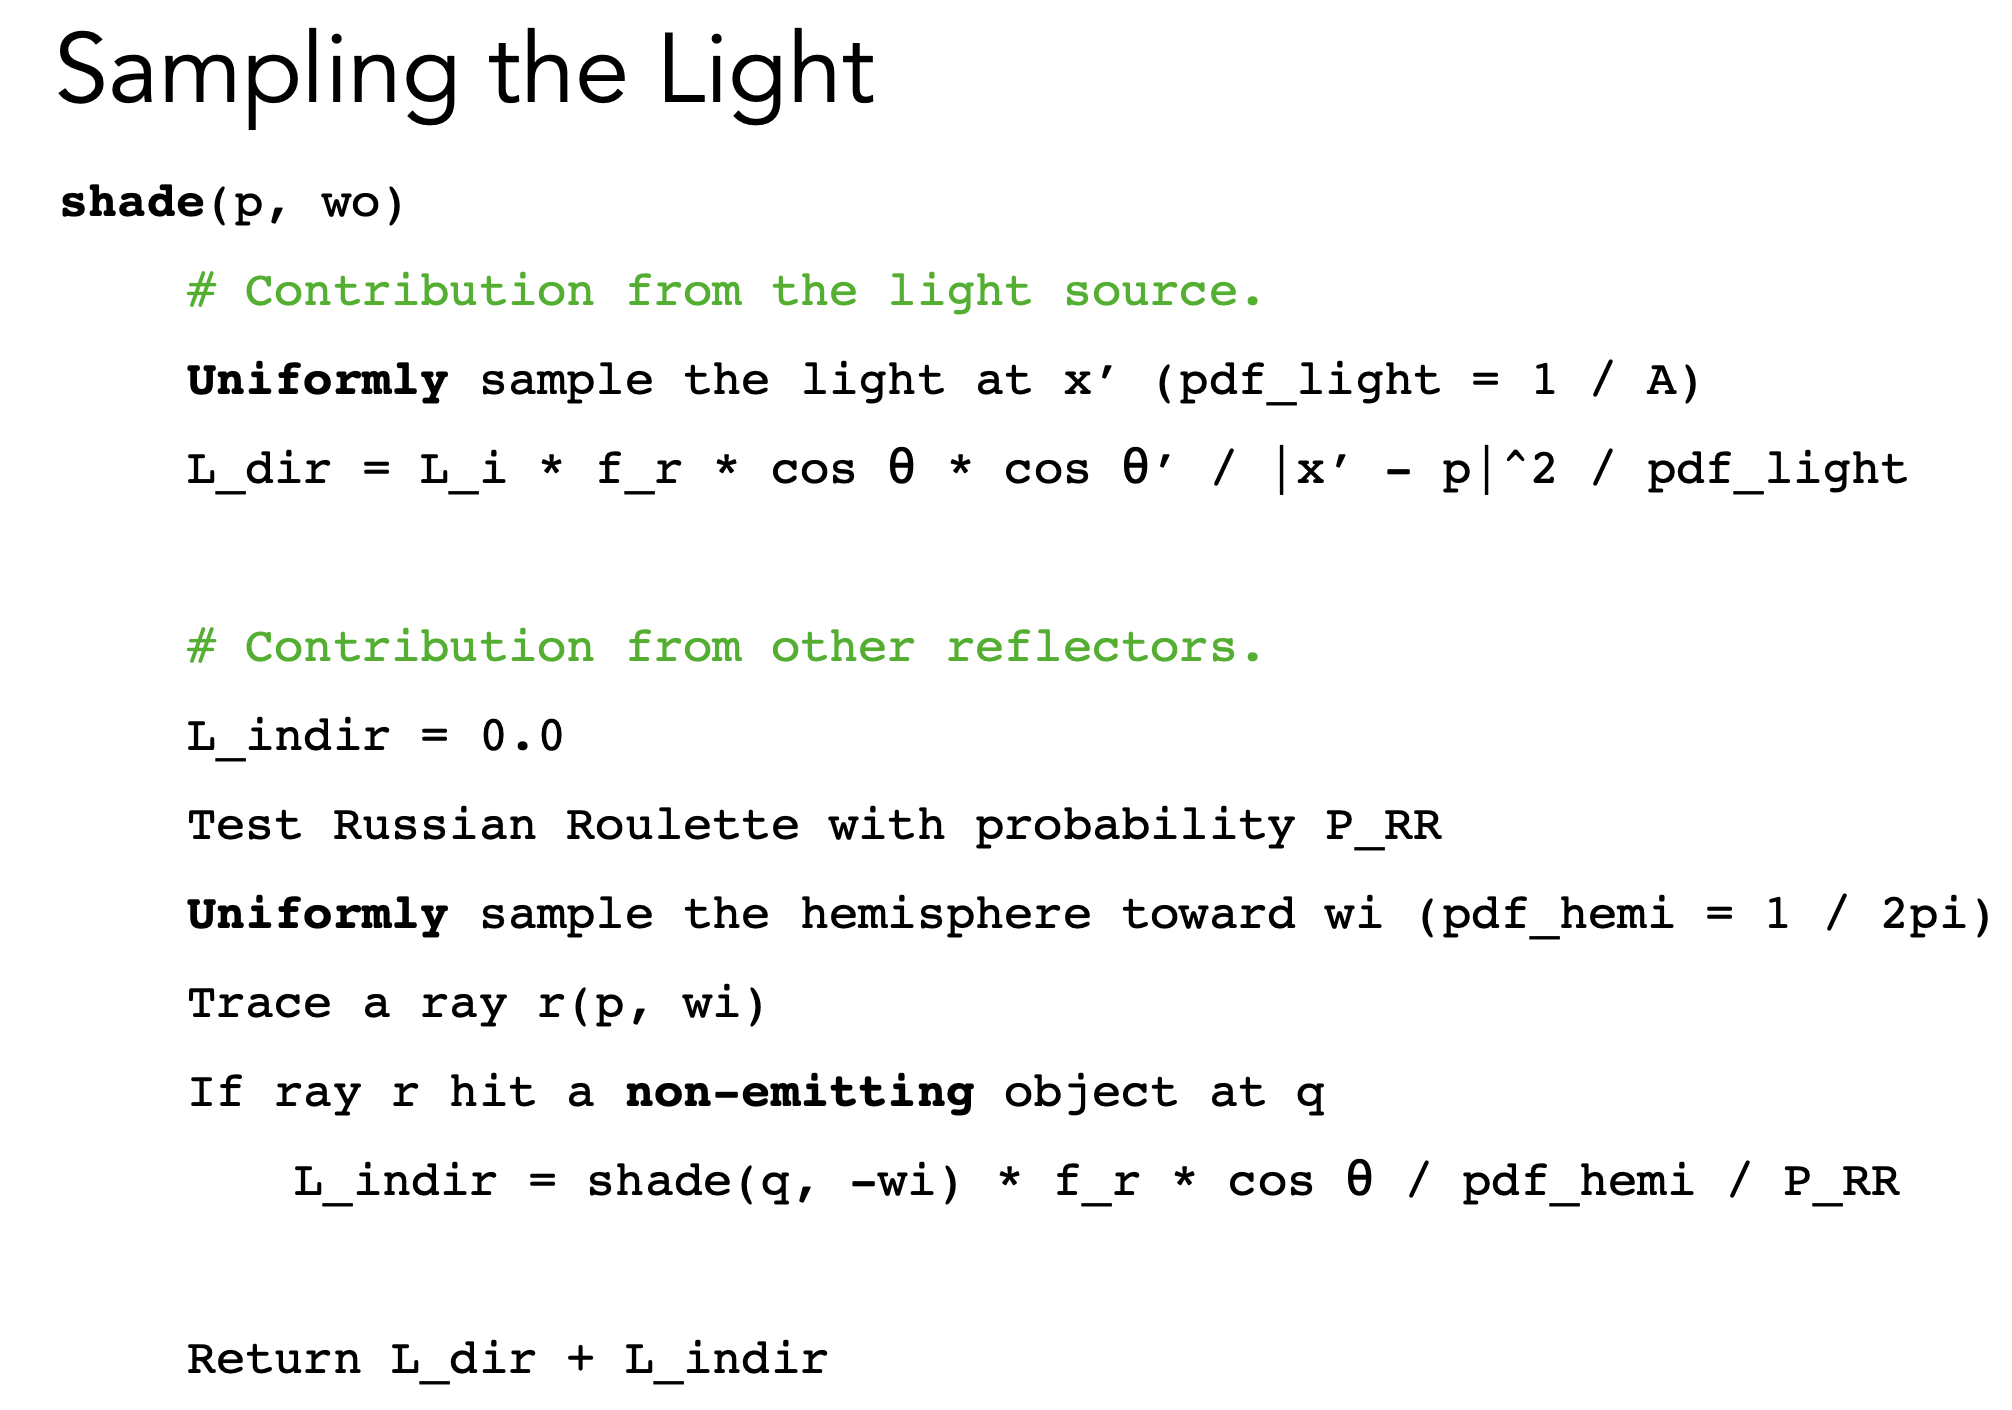 Sampling the Light
shade(p, wo)
# Contribution from the light source.
Uniformly sample the light at x’ (pdf_light = 1 / A)
L_dir = L_i * f_r * cos θ * cos θ’ / |x’ - p|^2 / pdf_light
# Contribution from other reflectors.
L_indir = 0.0
Test Russian Roulette with probability P_RR
Uniformly sample the hemisphere toward wi (pdf_hemi = 1 / 2pi)
Trace a ray r(p, wi)
If ray r hit a non-emitting object at q
L_indir = shade(q, -wi) * f_r * cos θ / pdf_hemi / P_RR
Return L_dir + L_indir